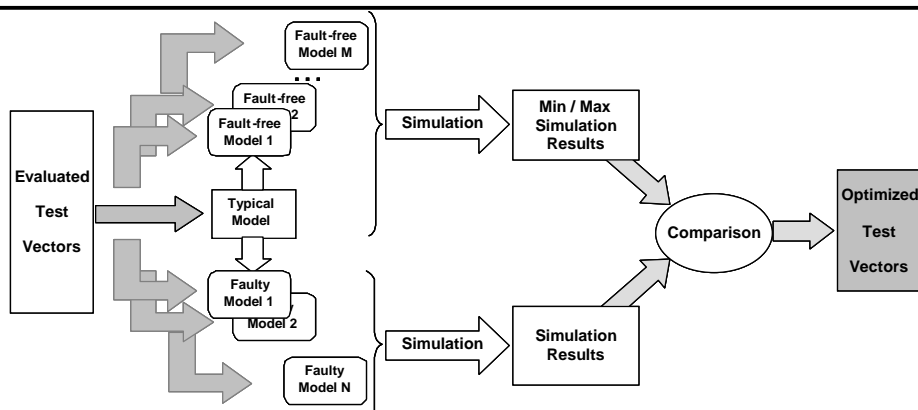 Fault-free
Model M
...
Fault-free
2
Fault-free
Model 1
Evaluated
Test
Vectors
Typical
Model
Faulty
Model 1
Model 2
Faulty
Model N
Simulation
Min / Max
Simulation
Results
Simulation
Simulation
Results
Comparison
Optimized
Test
Vectors